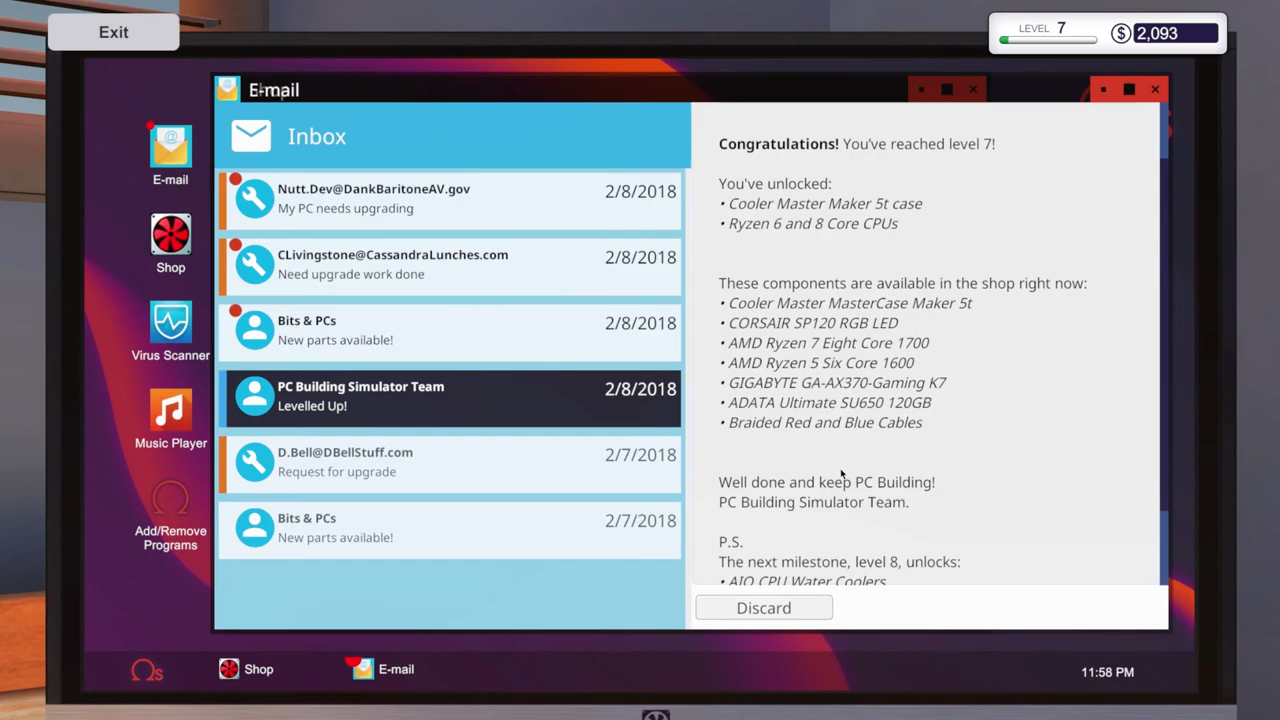 Exit
LEVEL 7
$ 2,093
E-mail
E-mail
Shop
Virus Scanner
Music Player
Add/Remove
Programs
Inbox
Nutt.Dev@DankBaritoneAV.gov
2/8/2018
My PC needs upgrading
CLivingstone@CassandraLunches.com
2/8/2018
Need upgrade work done
Bits & PCs
2/8/2018
New parts available!
PC Building Simulator Team
2/8/2018
Levelled Up!
D.Bell@DBellStuff.com
2/7/2018
Request for upgrade
Bits & PCs
2/7/2018
New parts available!
Congratulations! You've reached level 7!
You've unlocked:
• Cooler Master Maker 5t case
• Ryzen 6 and 8 Core CPUs
These components are available in the shop right now:
• Cooler Master MasterCase Maker 5t
• CORSAIR SP120 RGB LED
• AMD Ryzen 7 Eight Core 1700
• AMD Ryzen 5 Six Core 1600
• GIGABYTE GA-AX370-Gaming K7
• ADATA Ultimate SU650 120GB
• Braided Red and Blue Cables
Well done and keep PC Building!
PC Building Simulator Team.
P.S.
The next milestone, level 8, unlocks:
• AIO CPU Water Coolers
Discard
Ωs
Shop
E-mail
11:58 PM